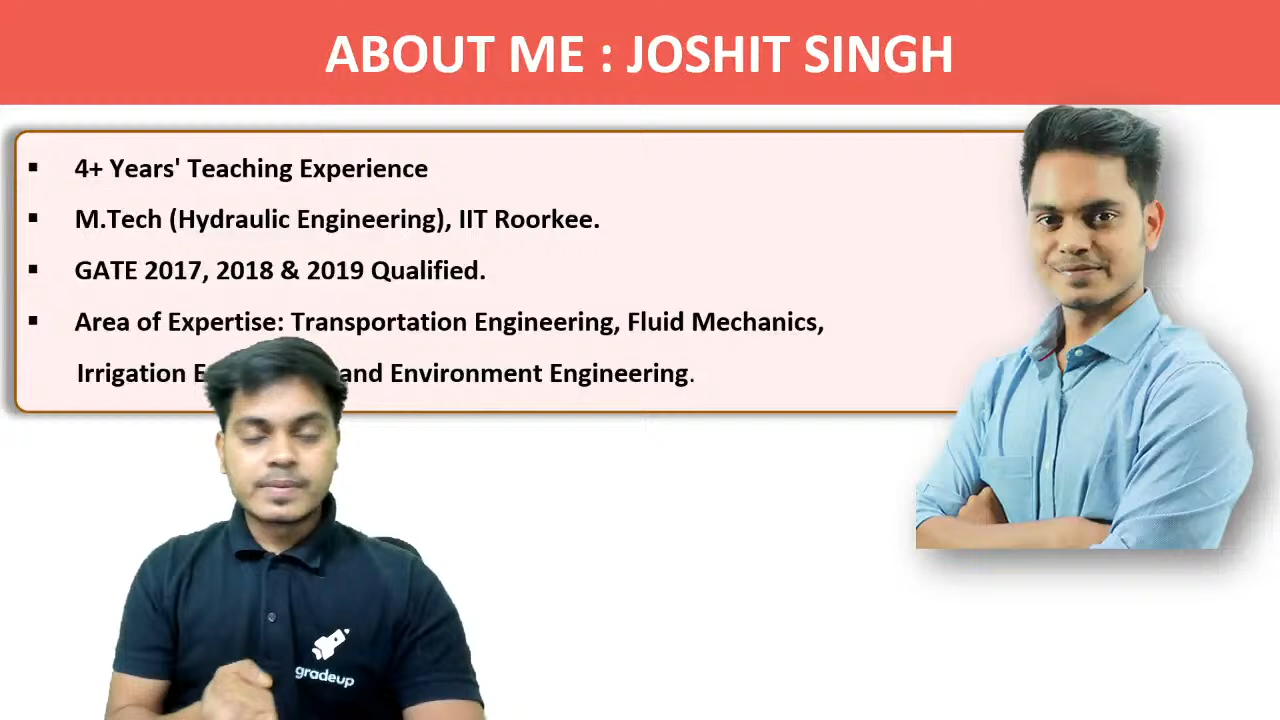 ABOUT ME : JOSHIT SINGH
▪ 4+ Years' Teaching Experience
▪ M.Tech (Hydraulic Engineering), IIT Roorkee.
▪ GATE 2017, 2018 & 2019 Qualified.
▪ Area of Expertise: Transportation Engineering, Fluid Mechanics,
Irrigation and Environment Engineering.
gradeup